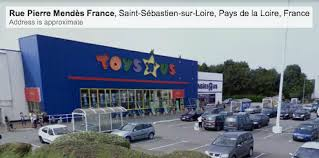 Rue Pierre Mendès France, Saint-Sébastien-sur-Loire, Pays de la Loire, France
Address is approximate
TOYS R US